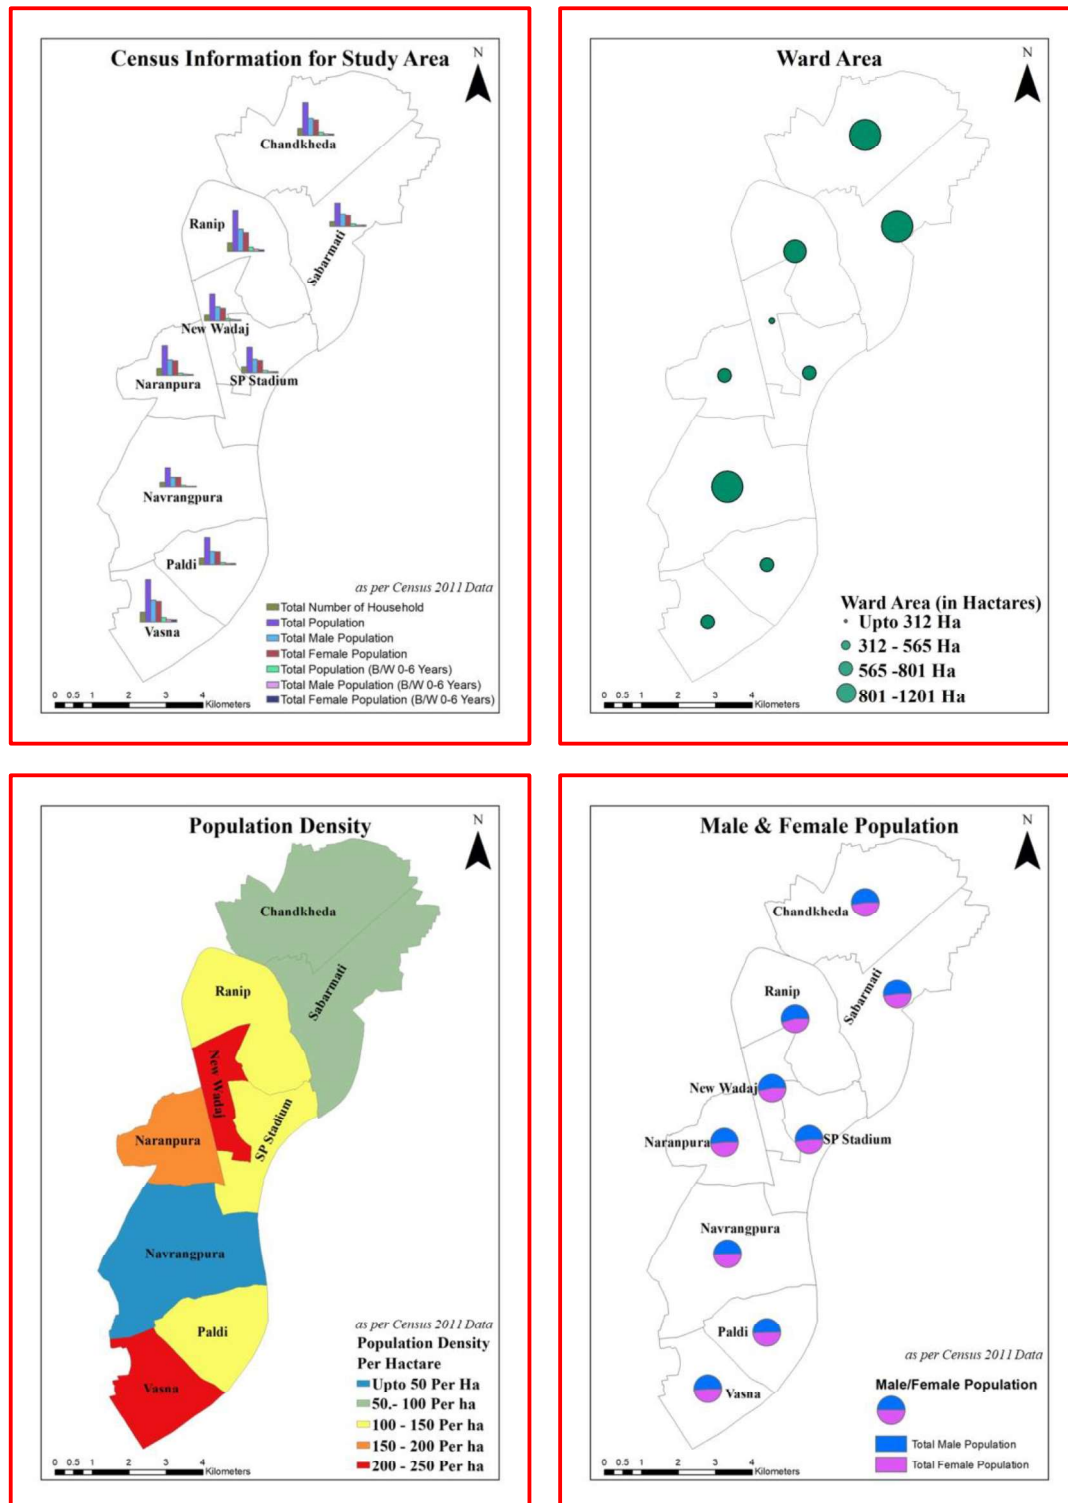 Census Information for Study Area
N
Chandkheda
Ranip
Sabarmati
New Wadaj
Naranpura
SP Stadium
Navrangpura
Paldi
Vasna
as per Census 2011 Data
Total Number of Household
Total Population
Total Male Population
Total Female Population
Total Population (B/W 0-6 Years)
Total Male Population (B/W 0-6 Years)
Total Female Population (B/W 0-6 Years)
0 0.5 1 2 3 4
Kilometers
Ward Area
N
Ward Area (in Hactares)
Upto 312 Ha
312 - 565 Ha
565 -801 Ha
801 -1201 Ha
0 0.5 1 2 3 4
Kilometers
Population Density
N
Chandkheda
Ranip
Sabarmati
New Wadaj
SP Stadium
Naranpura
Navrangpura
Paldi
Vasna
as per Census 2011 Data
Population Density
Per Hactare
Upto 50 Per Ha
50.- 100 Per ha
100 - 150 Per ha
150 - 200 Per ha
200 - 250 Per ha
0 0.5 1 2 3 4
Kilometers
Male & Female Population
N
Chandkheda
Ranip
Sabarmati
New Wadaj
Naranpura
SP Stadium
Navrangpura
Paldi
Vasna
as per Census 2011 Data
Male/Female Population
Total Male Population
Total Female Population
0 0.5 1 2 3 4
Kilometers